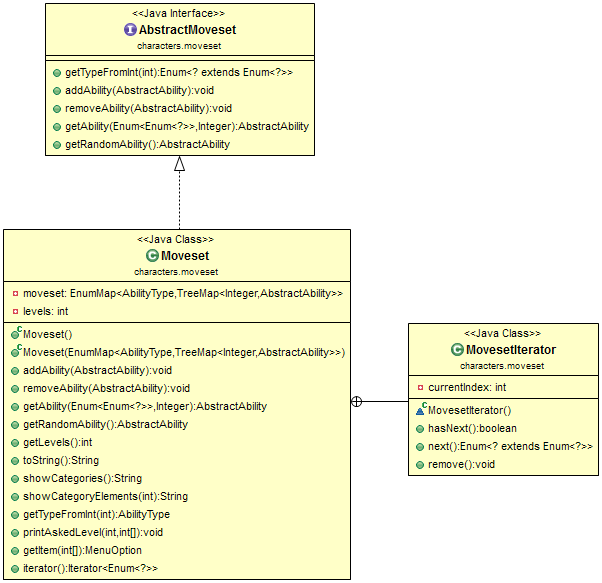 <<Java Interface>>
AbstractMoveset
characters.moveset
getTypeFromInt(int):Enum<? extends Enum<?>>
addAbility(AbstractAbility):void
removeAbility(AbstractAbility):void
getAbility(Enum<Enum<?>>,Integer):AbstractAbility
getRandomAbility():AbstractAbility
<<Java Class>>
Moveset
characters.moveset
moveset: EnumMap<AbilityType,TreeMap<Integer,AbstractAbility>>
levels: int
Moveset()
Moveset(EnumMap<AbilityType,TreeMap<Integer,AbstractAbility>>)
addAbility(AbstractAbility):void
removeAbility(AbstractAbility):void
getAbility(Enum<Enum<?>>,Integer):AbstractAbility
getRandomAbility():AbstractAbility
getLevels():int
toString():String
showCategories():String
showCategoryElements(int):String
getTypeFromInt(int):AbilityType
printAskedLevel(int,int[]):void
getItem(int[]):MenuOption
iterator():Iterator<Enum<?>>
<<Java Class>>
MovesetIterator
characters.moveset
currentIndex: int
MovesetIterator()
hasNext():boolean
next():Enum<? extends Enum<?>>
remove():void